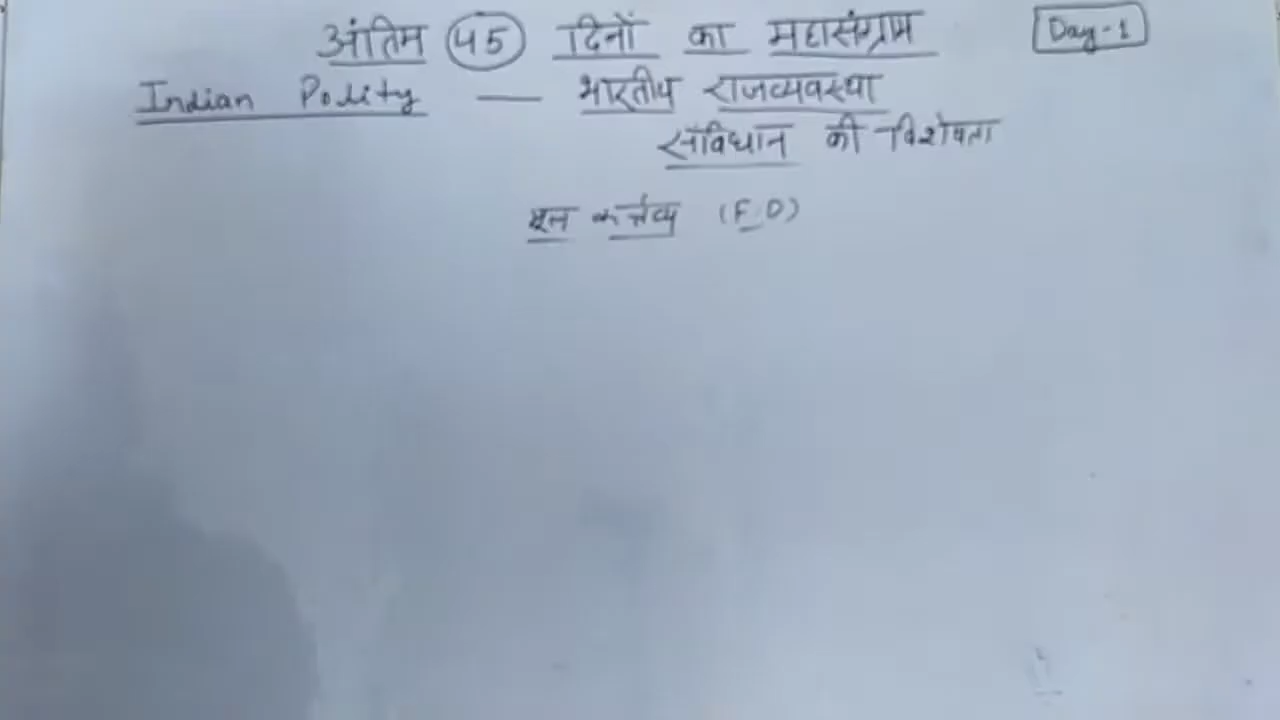 अंतिम 45 दिनों का महासंग्राम Day-1
Indian Polity — भारतीय राजव्यवस्था
संविधान की विशेषता
मूल कर्त्तव्य (F.D)